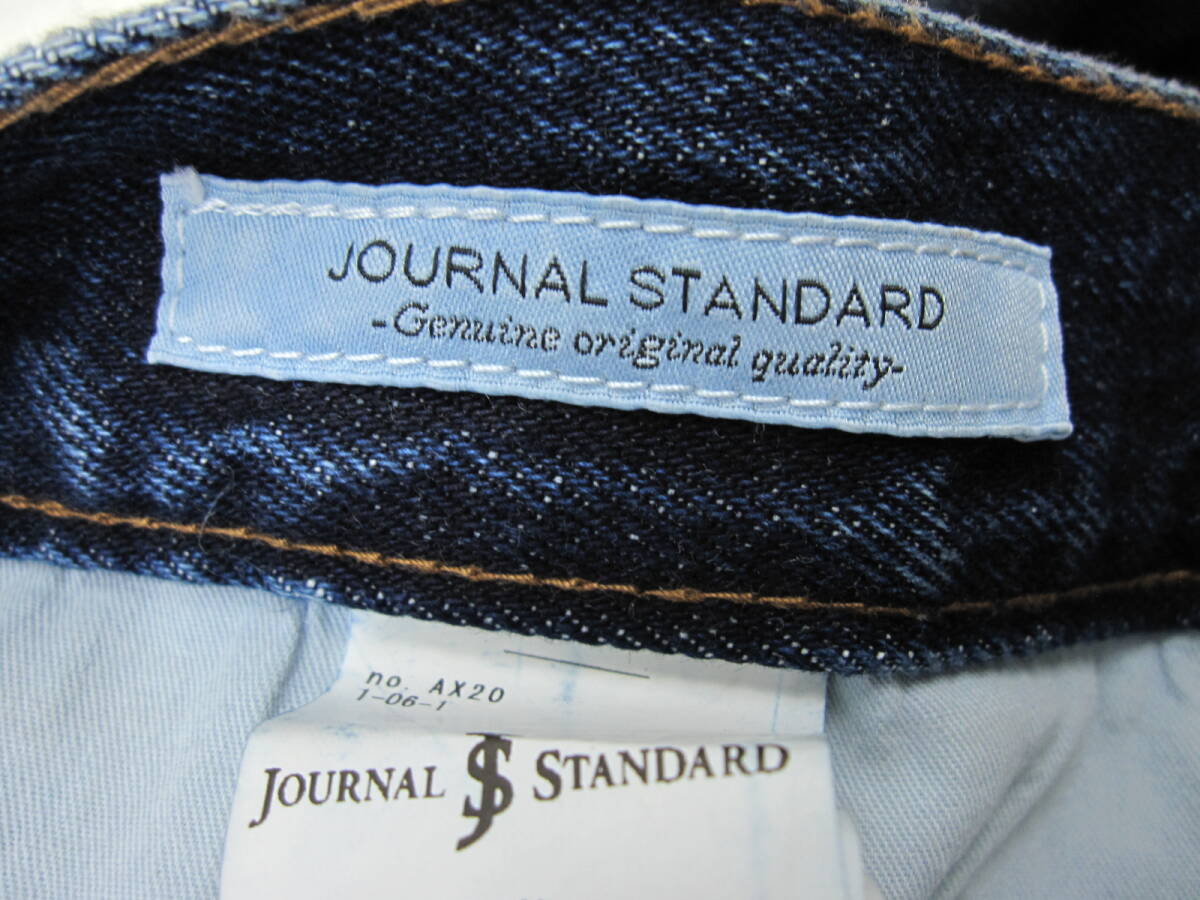 JOURNAL STANDARD
-Genuine original quality-
no. AX20
1-06-1
JOURNAL JS STANDARD